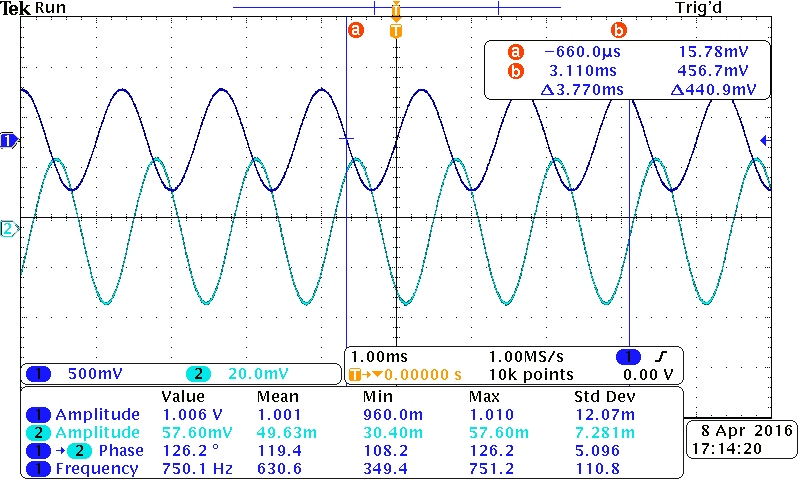 Tek Run Trig'd
T
a T b
a −660.0µs 15.78mV
b 3.110ms 456.7mV
Δ3.770ms Δ440.9mV
1
2
1 500mV 2 20.0mV
1.00ms 1.00MS/s 1
T 0.00000 s 10k points 0.00 V
Value Mean Min Max Std Dev
1 Amplitude 1.006 V 1.001 960.0m 1.010 12.07m
2 Amplitude 57.60mV 49.63m 30.40m 57.60m 7.281m
1 → 2 Phase 126.2 ° 119.4 108.2 126.2 5.096
1 Frequency 750.1 Hz 630.6 349.4 751.2 110.8
8 Apr 2016
17:14:20